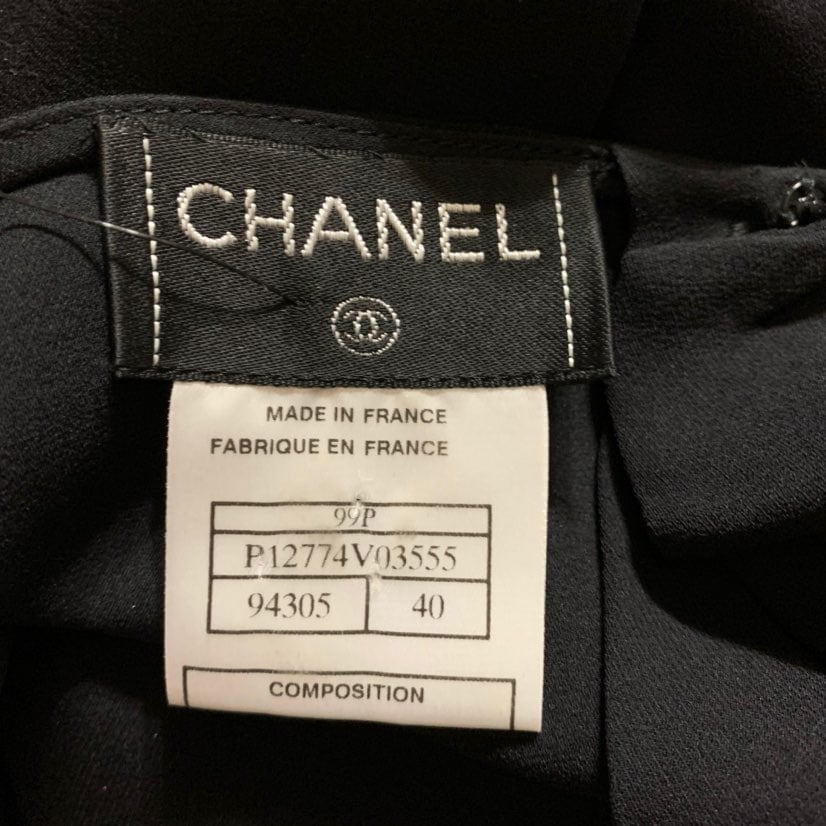 CHANEL
MADE IN FRANCE
FABRIQUE EN FRANCE
99P
P12774V03555
94305 40
COMPOSITION